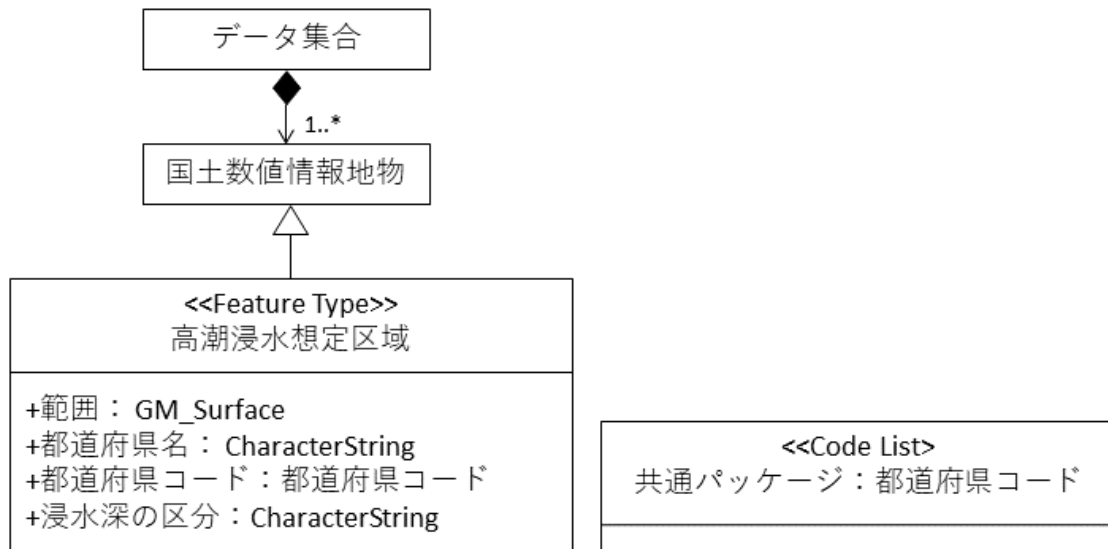 データ集合
1..*
国土数値情報地物
<<Feature Type>>
高潮浸水想定区域
+範囲： GM_Surface
+都道府県名： CharacterString
+都道府県コード：都道府県コード
+浸水深の区分：CharacterString
<<Code List>
共通パッケージ：都道府県コード